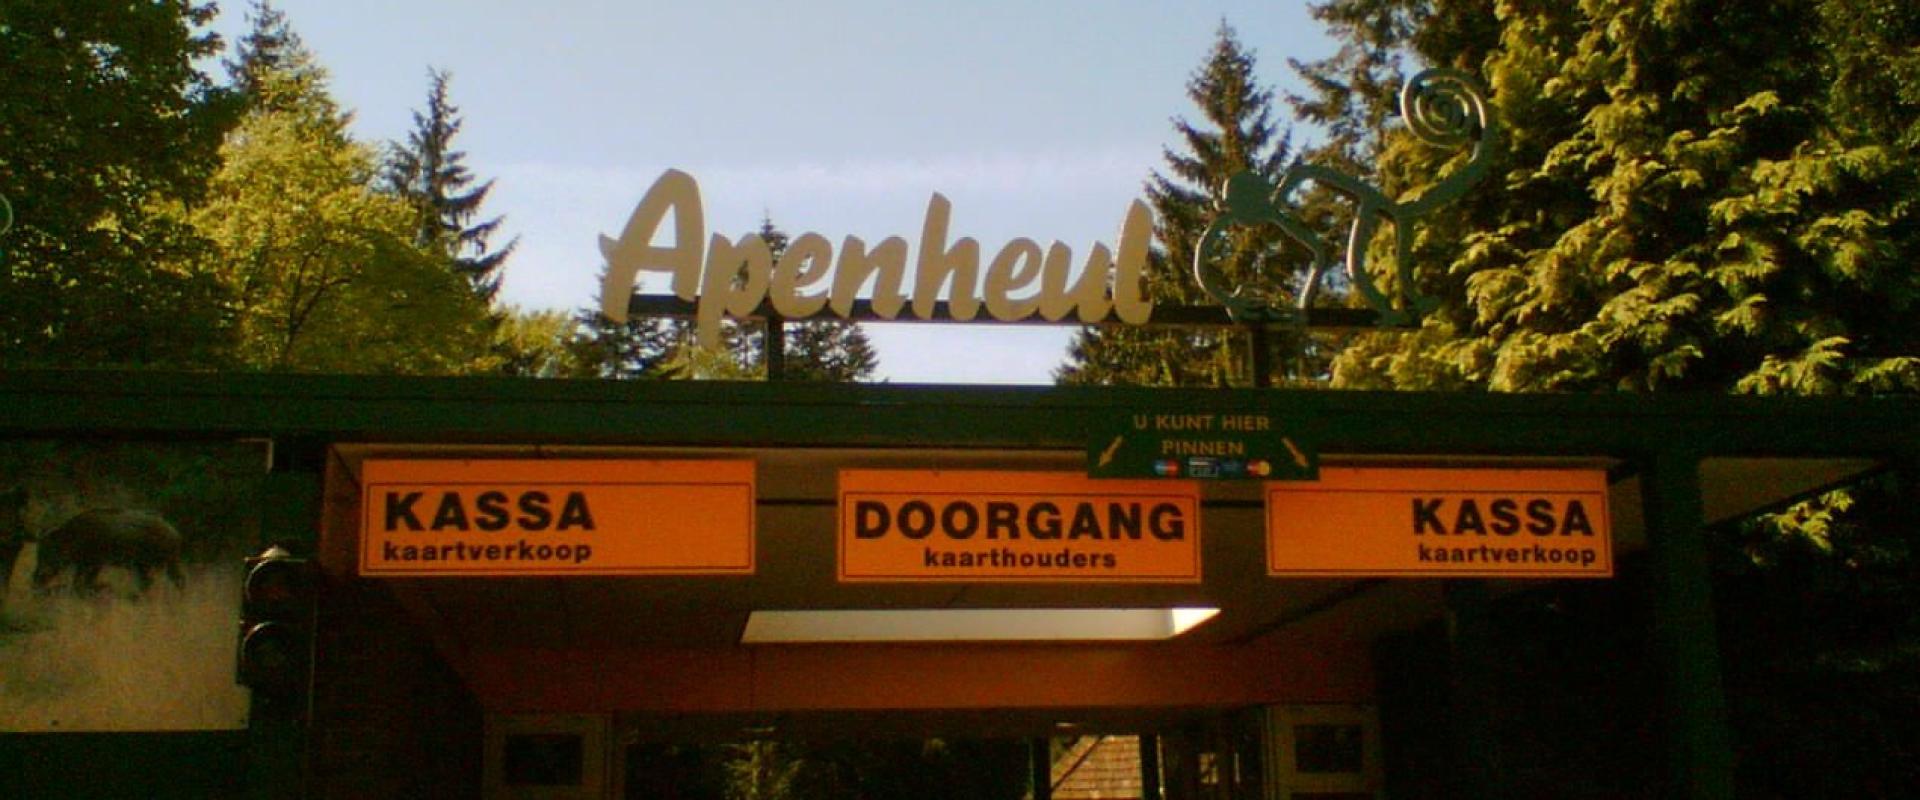 Apenheul
U KUNT HIER
PINNEN
KASSA
kaartverkoop
DOORGANG
kaarthouders
KASSA
kaartverkoop